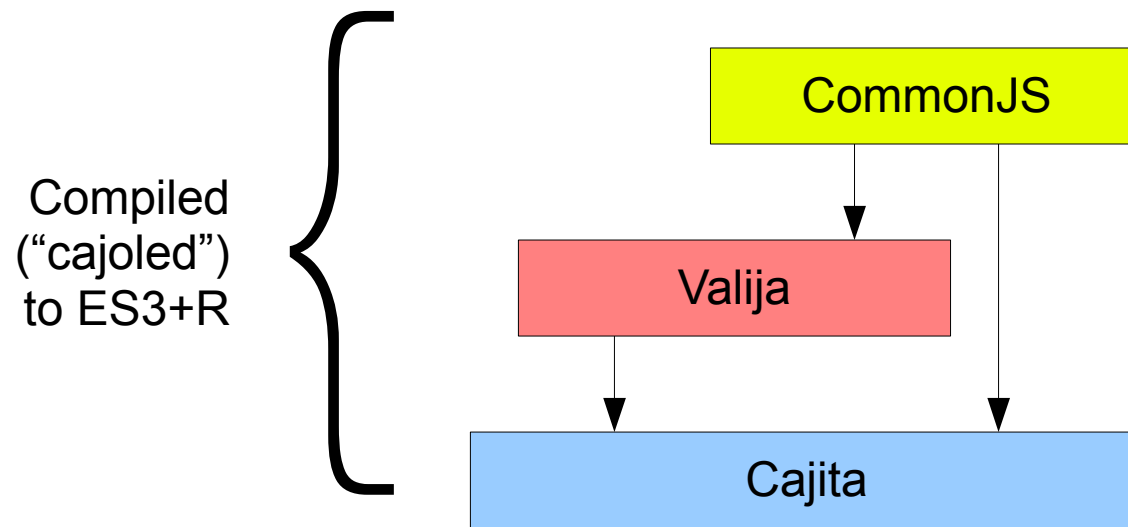 CommonJS
Compiled
(“cajoled”)
to ES3+R
Valija
Cajita